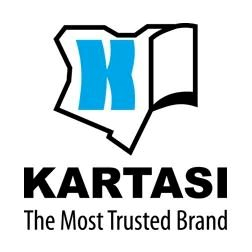 K
KARTASI
The Most Trusted Brand